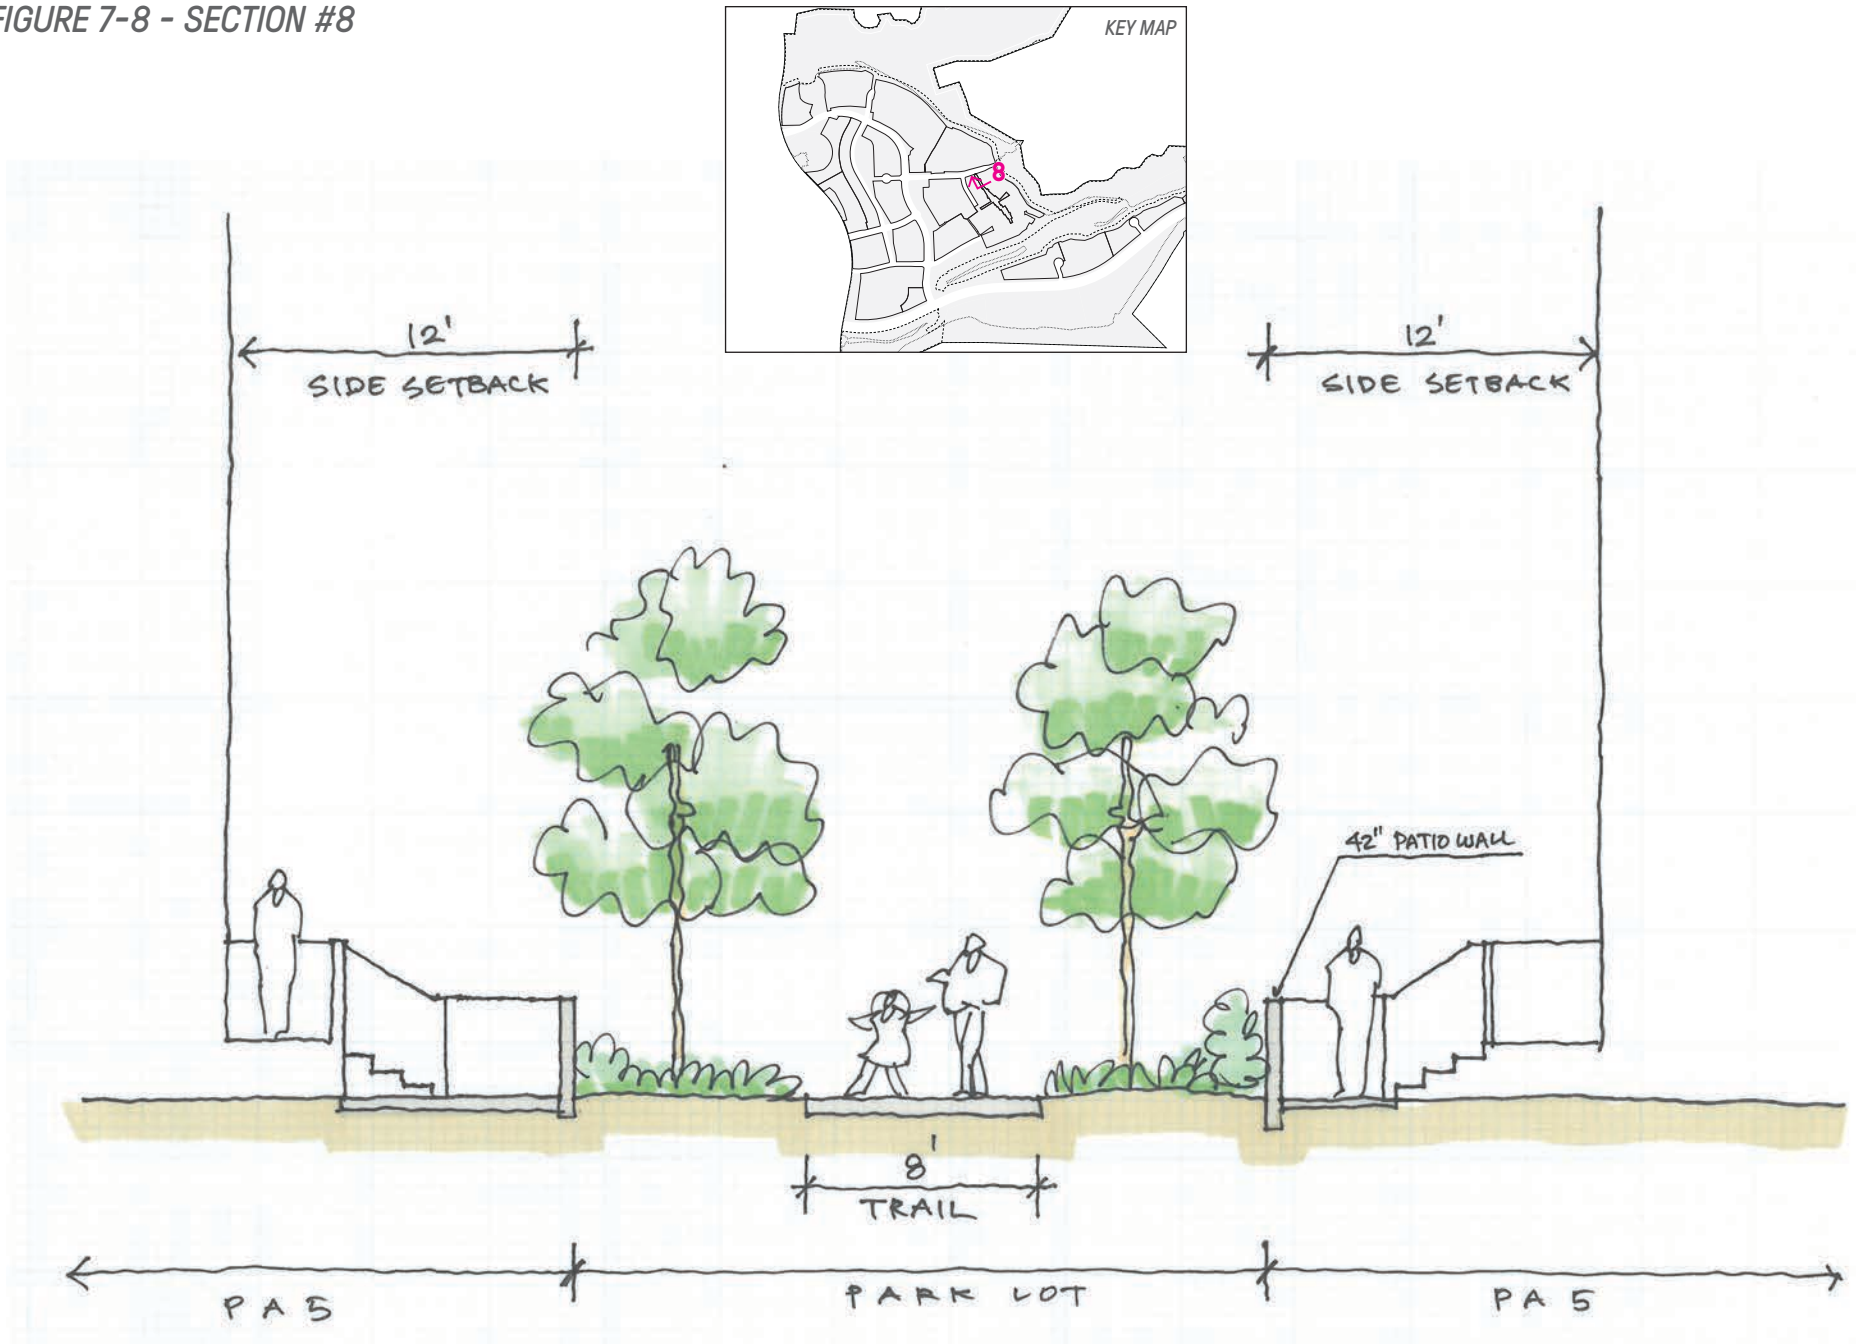 FIGURE 7-8 - SECTION #8
KEY MAP
8
12'
SIDE SETBACK
12'
SIDE SETBACK
42" PATIO WALL
8'
TRAIL
PA 5
PARK LOT
PA 5